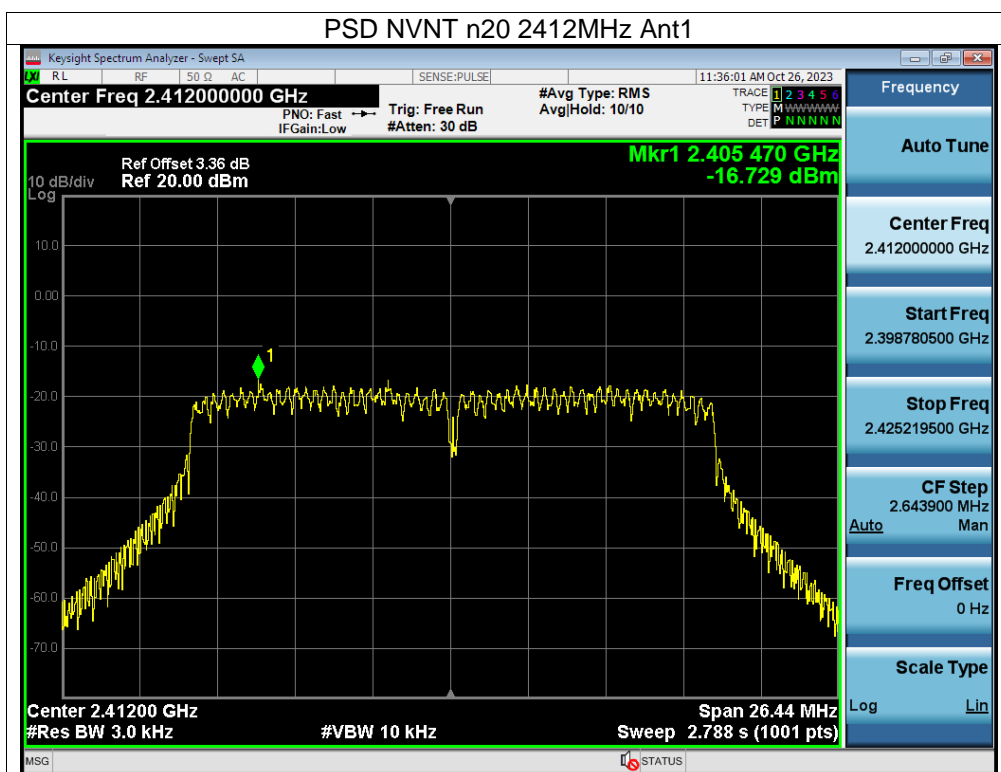 PSD NVNT n20 2412MHz Ant1
Keysight Spectrum Analyzer - Swept SA
LXI RL RF 50 Ω AC SENSE:PULSE 11:36:01 AM Oct 26, 2023
Center Freq 2.412000000 GHz #Avg Type: RMS TRACE 1 2 3 4 5 6
PNO: Fast Trig: Free Run Avg|Hold: 10/10 TYPE M WWWWW
IFGain:Low #Atten: 30 dB DET P N N N N N
Mkr1 2.405 470 GHz
-16.729 dBm
Ref Offset 3.36 dB
10 dB/div Ref 20.00 dBm
Log
10.0
0.00
-10.0
1
-20.0
-30.0
-40.0
-50.0
-60.0
-70.0
Center 2.41200 GHz Span 26.44 MHz
#Res BW 3.0 kHz #VBW 10 kHz Sweep 2.788 s (1001 pts)
MSG STATUS
Frequency
Auto Tune
Center Freq
2.412000000 GHz
Start Freq
2.398780500 GHz
Stop Freq
2.425219500 GHz
CF Step
2.643900 MHz
Auto Man
Freq Offset
0 Hz
Scale Type
Log Lin